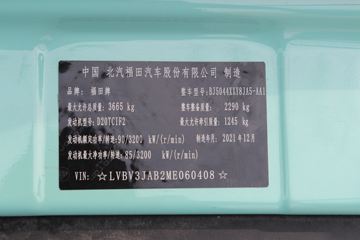 中国 北汽福田汽车股份有限公司 制造
品牌：福田牌 整车型号：BJ5044XXY8JA5-AA1
最大允许总质量：3665 kg 整车整备质量：2290 kg
发动机型号：D20TCIF2 最大允许牵引质量：1245 kg
发动机额定功率/转速：90/3200 kW/(r/min) 制造年月：2021年12月
发动机最大净功率/转速：85/3200 kW/(r/min)
VIN：☆LVBV3JAB2ME060408☆